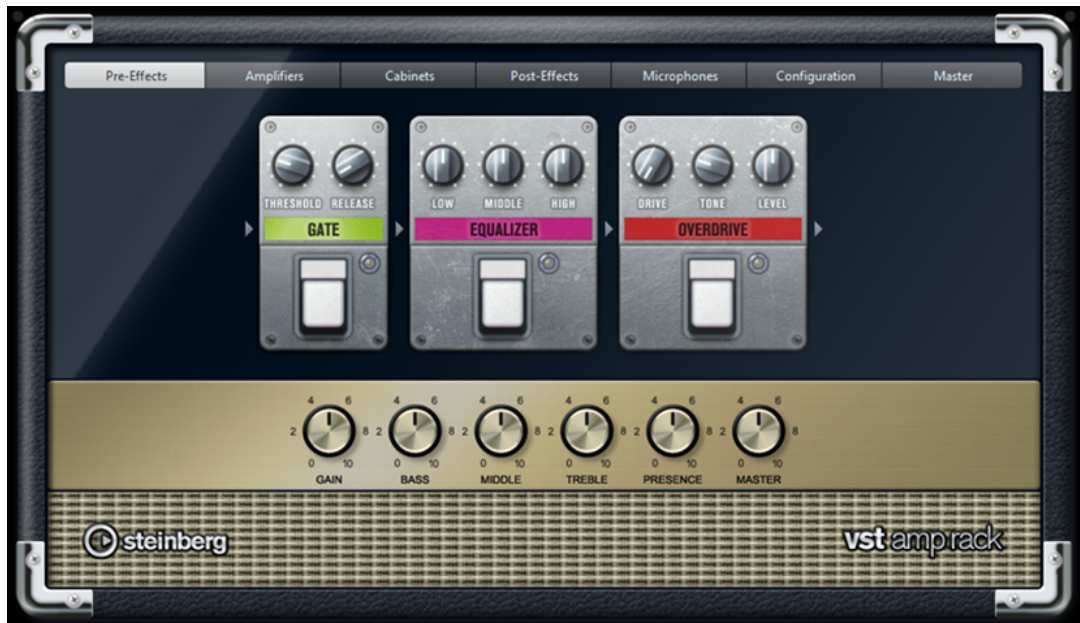 Pre-Effects Amplifiers Cabinets Post-Effects Microphones Configuration Master
THRESHOLD RELEASE LOW MIDDLE HIGH DRIVE TONE LEVEL
GATE EQUALIZER OVERDRIVE
4 6 4 6 4 6 4 6 4 6 4 6
2 8 2 8 2 8 2 8 2 8 2 8
0 10 0 10 0 10 0 10 0 10 0 10
GAIN BASS MIDDLE TREBLE PRESENCE MASTER
steinberg vst amp rack